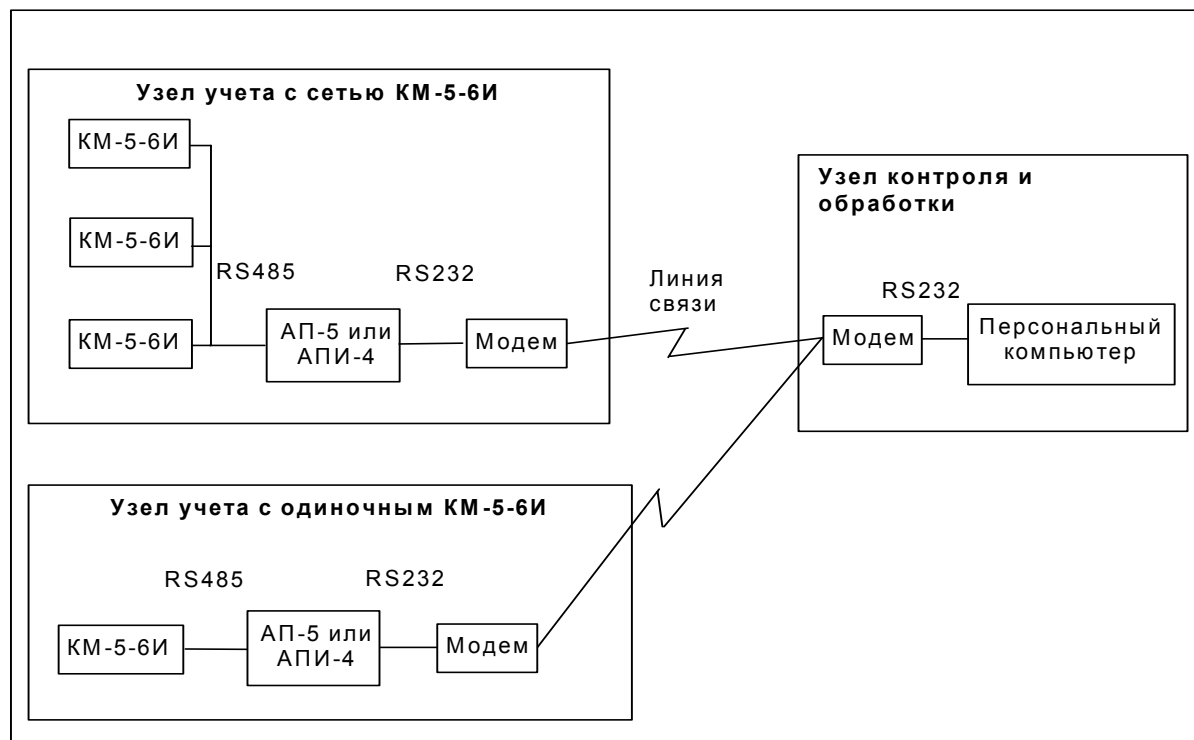 Узел учета с сетью КМ-5-6И
КМ-5-6И
КМ-5-6И
КМ-5-6И
RS485
АП-5 или
АПИ-4
RS232
Модем
Линия
связи
Узел контроля и
обработки
Модем
RS232
Персональный
компьютер
Узел учета с одиночным КМ-5-6И
КМ-5-6И
RS485
АП-5 или
АПИ-4
RS232
Модем